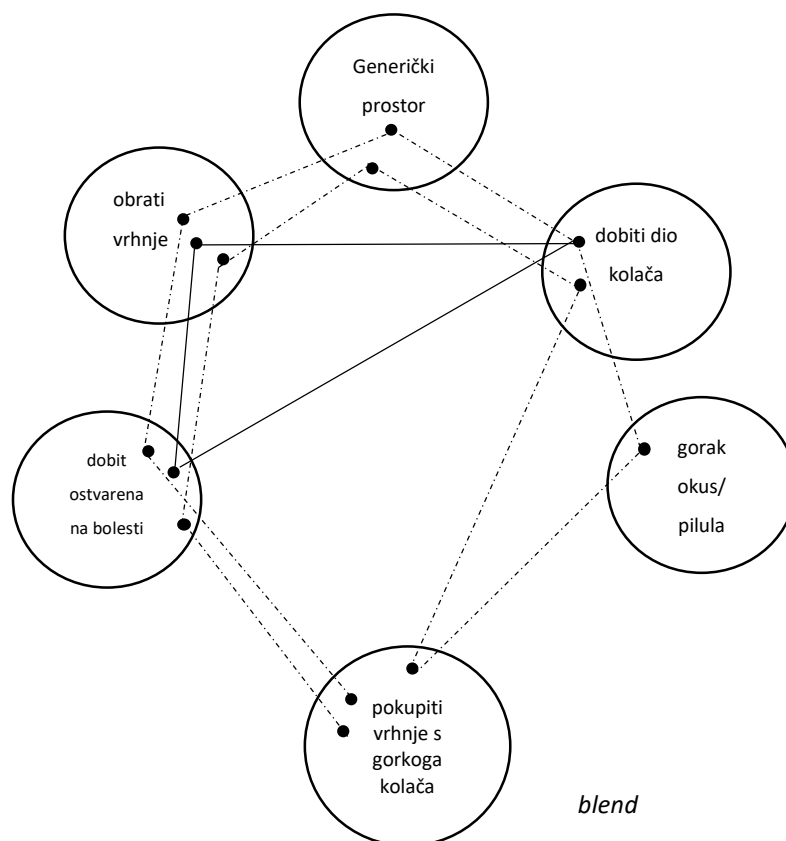 Generički
prostor
obrati
vrhnje
dobiti dio
kolača
dobit
ostvarena
na bolesti
gorak
okus/
pilula
pokupiti
vrhnje s
gorkoga
kolača
blend